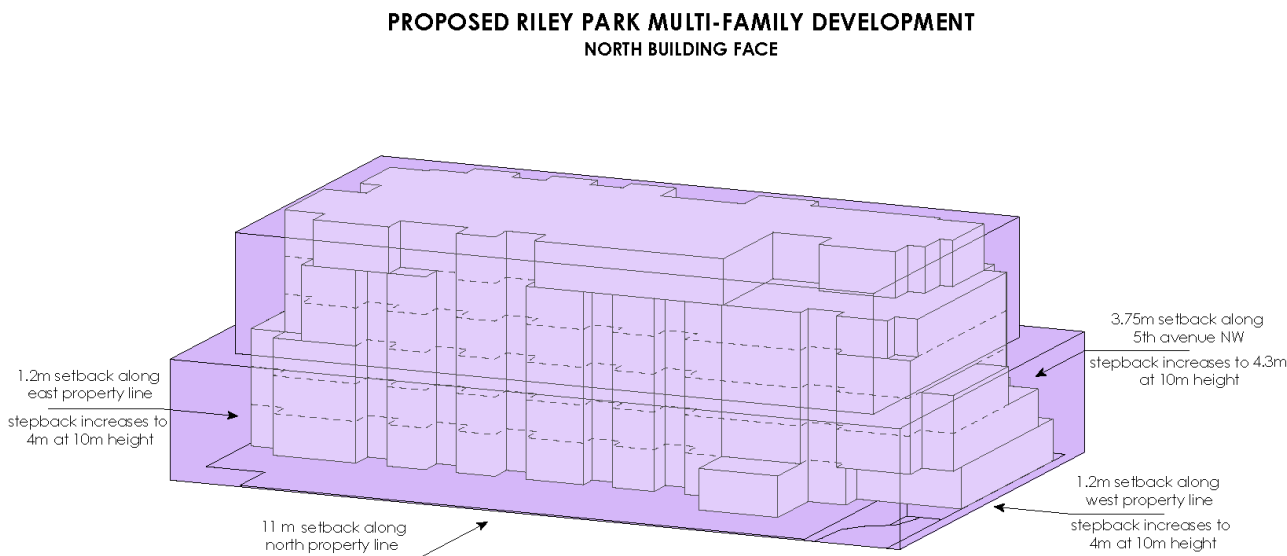 PROPOSED RILEY PARK MULTI-FAMILY DEVELOPMENT
NORTH BUILDING FACE
3.75m setback along
5th avenue NW
stepback increases to 4.3m
at 10m height
1.2m setback along
east property line
stepback increases to
4m at 10m height
1.2m setback along
west property line
stepback increases to
4m at 10m height
11 m setback along
north property line